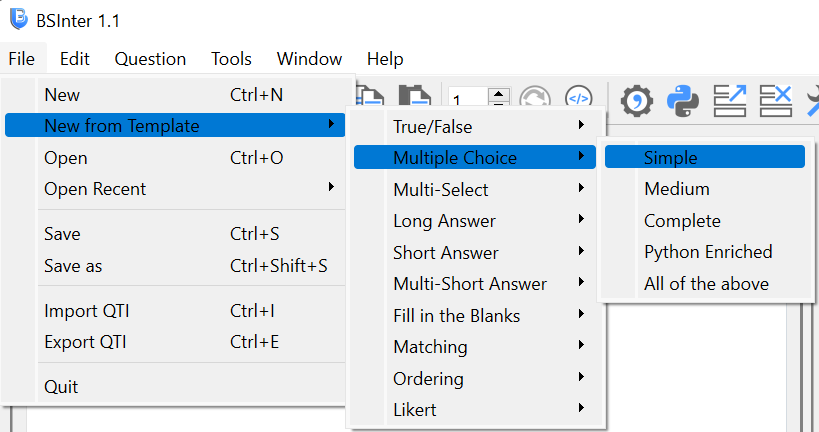 BSInter 1.1
File Edit Question Tools Window Help
1
New Ctrl+N
New from Template
Open Ctrl+O
Open Recent
Save Ctrl+S
Save as Ctrl+Shift+S
Import QTI Ctrl+I
Export QTI Ctrl+E
Quit
True/False
Multiple Choice
Multi-Select
Long Answer
Short Answer
Multi-Short Answer
Fill in the Blanks
Matching
Ordering
Likert
Simple
Medium
Complete
Python Enriched
All of the above